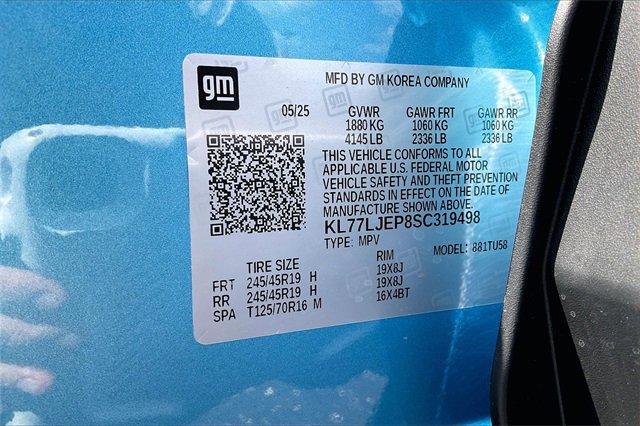 gm
MFD BY GM KOREA COMPANY
05/25 GVWR GAWR FRT GAWR RR
1880 KG 1060 KG 1060 KG
4145 LB 2336 LB 2336 LB
THIS VEHICLE CONFORMS TO ALL
APPLICABLE U.S. FEDERAL MOTOR
VEHICLE SAFETY AND THEFT PREVENTION
STANDARDS IN EFFECT ON THE DATE OF
MANUFACTURE SHOWN ABOVE.
KL77LJEP8SC319498
TYPE: MPV MODEL: 881TU58
TIRE SIZE RIM
FRT 245/45R19 H 19X8J
RR 245/45R19 H 19X8J
SPA T125/70R16 M 16X4BT